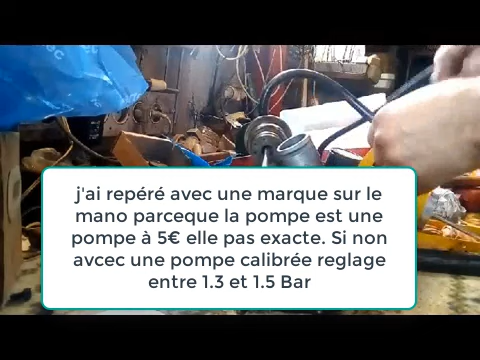 j'ai repéré avec une marque sur le
mano parceque la pompe est une
pompe à 5€ elle pas exacte. Si non
avcec une pompe calibrée reglage
entre 1.3 et 1.5 Bar